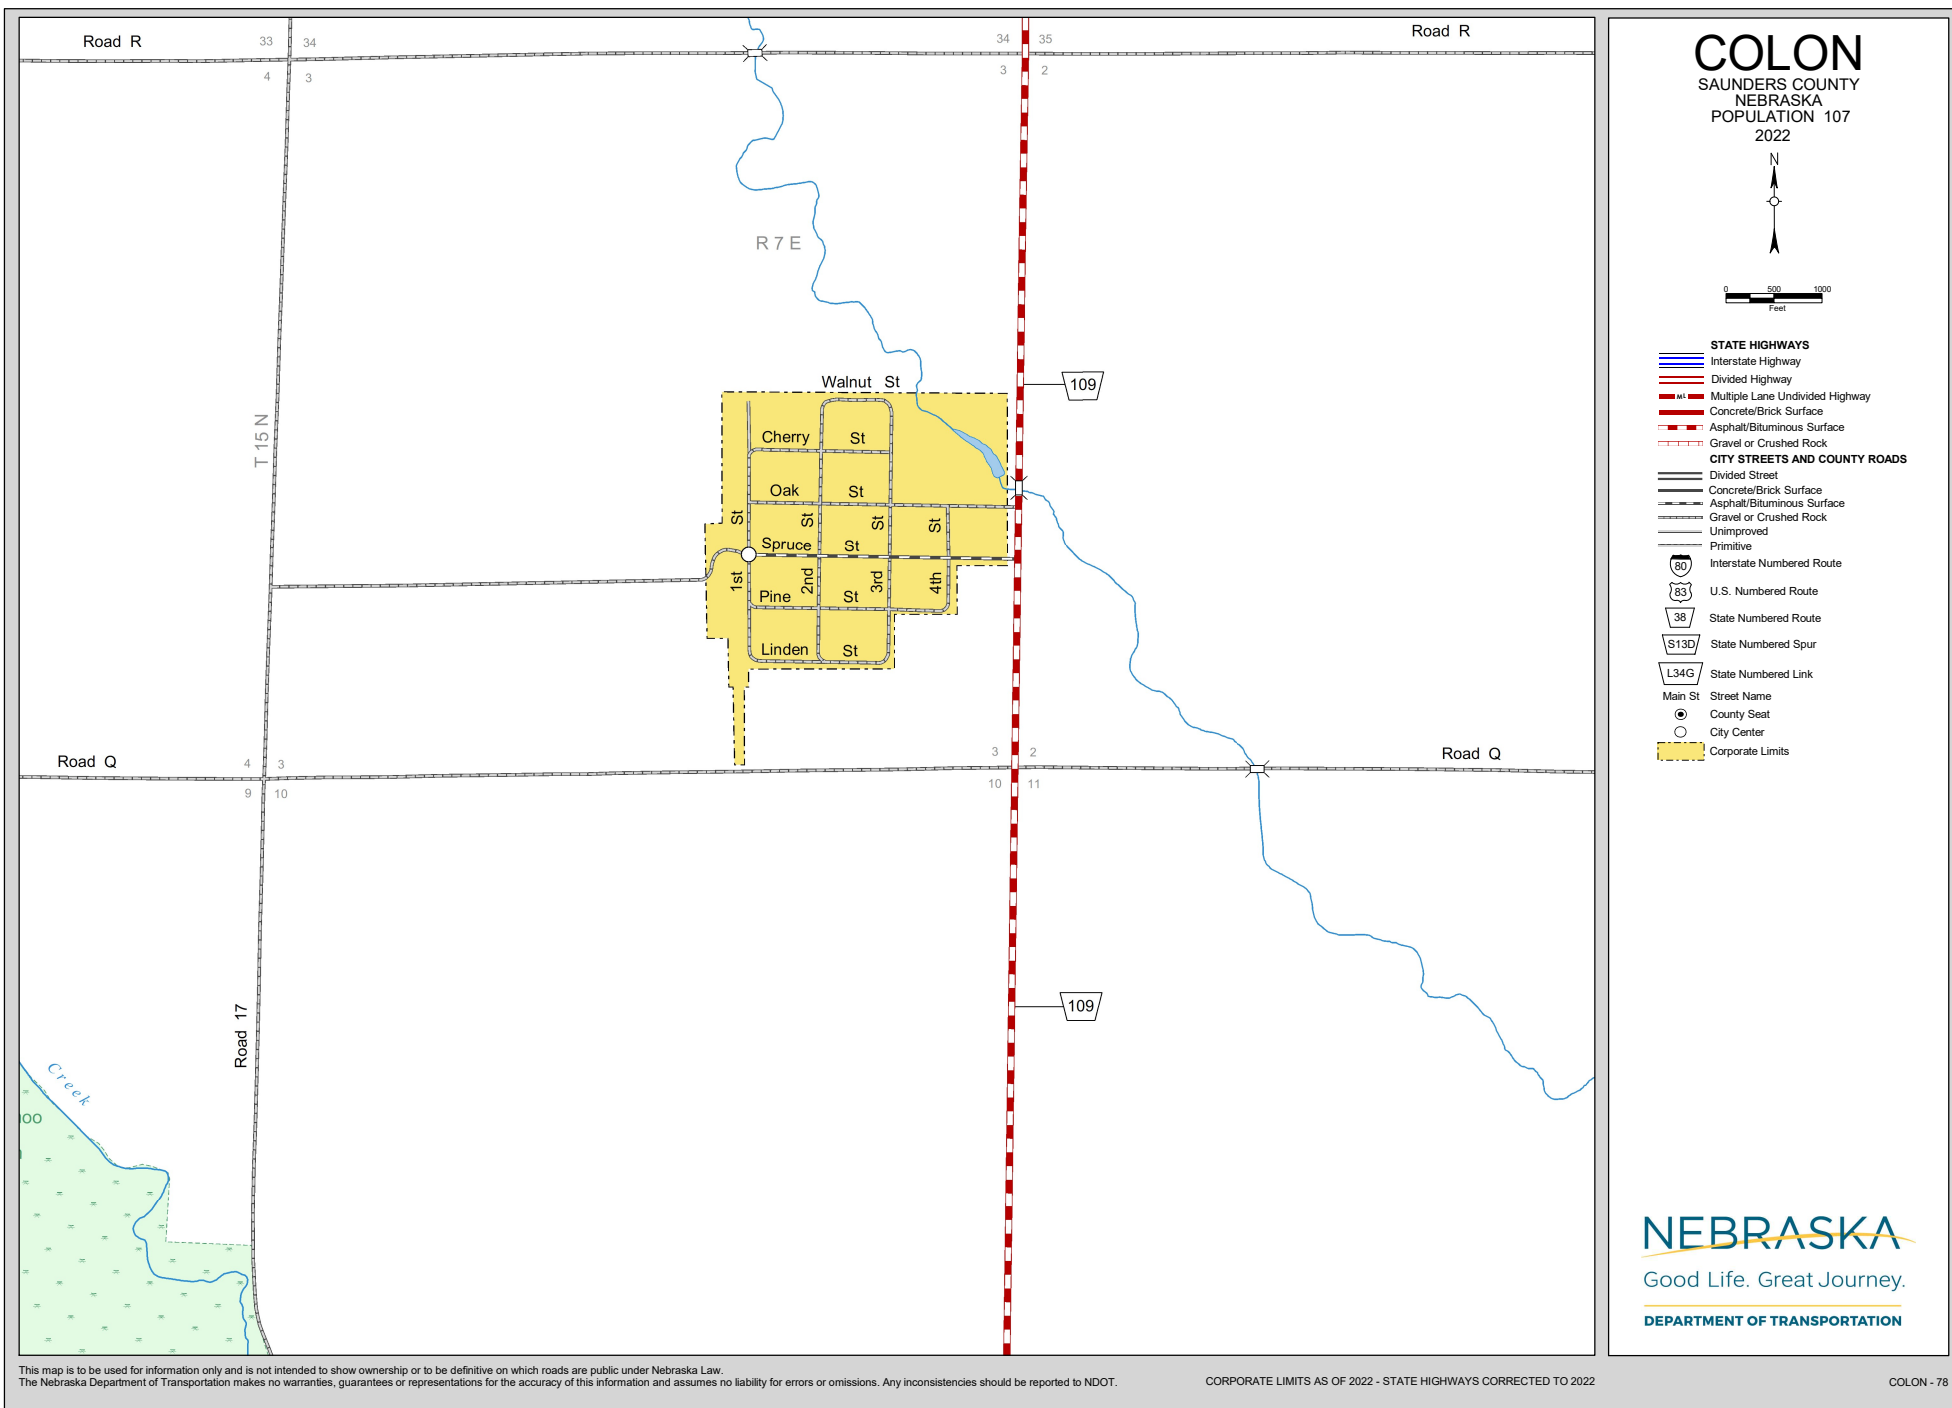 Road R
33 34
34 35
Road R
4 3
3 2
R 7 E
T 15 N
109
Walnut St
Cherry St
Oak St
Spruce St
Pine St
Linden St
1st St
2nd St
3rd St
4th St
Road Q
4 3
3 2
Road Q
9 10
10 11
109
Road 17
Creek
COLON
SAUNDERS COUNTY
NEBRASKA
POPULATION 107
2022
N
0 500 1000
Feet
STATE HIGHWAYS
Interstate Highway
Divided Highway
ML Multiple Lane Undivided Highway
Concrete/Brick Surface
Asphalt/Bituminous Surface
Gravel or Crushed Rock
CITY STREETS AND COUNTY ROADS
Divided Street
Concrete/Brick Surface
Asphalt/Bituminous Surface
Gravel or Crushed Rock
Unimproved
Primitive
80 Interstate Numbered Route
83 U.S. Numbered Route
38 State Numbered Route
S13D State Numbered Spur
L34G State Numbered Link
Main St Street Name
County Seat
City Center
Corporate Limits
NEBRASKA
Good Life. Great Journey.
DEPARTMENT OF TRANSPORTATION
This map is to be used for information only and is not intended to show ownership or to be definitive on which roads are public under Nebraska Law.
The Nebraska Department of Transportation makes no warranties, guarantees or representations for the accuracy of this information and assumes no liability for errors or omissions. Any inconsistencies should be reported to NDOT.
CORPORATE LIMITS AS OF 2022 - STATE HIGHWAYS CORRECTED TO 2022
COLON - 78